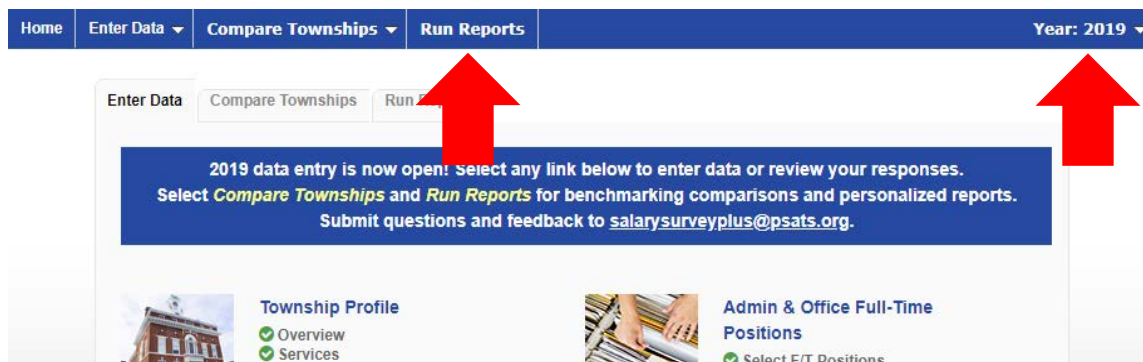 Home Enter Data Compare Townships Run Reports Year: 2019
Enter Data Compare Townships Run
2019 data entry is now open! Select any link below to enter data or review your responses.
Select Compare Townships and Run Reports for benchmarking comparisons and personalized reports.
Submit questions and feedback to salarysurveyplus@psats.org.
Township Profile
Overview
Services
Admin & Office Full-Time
Positions
Select F/T Positions